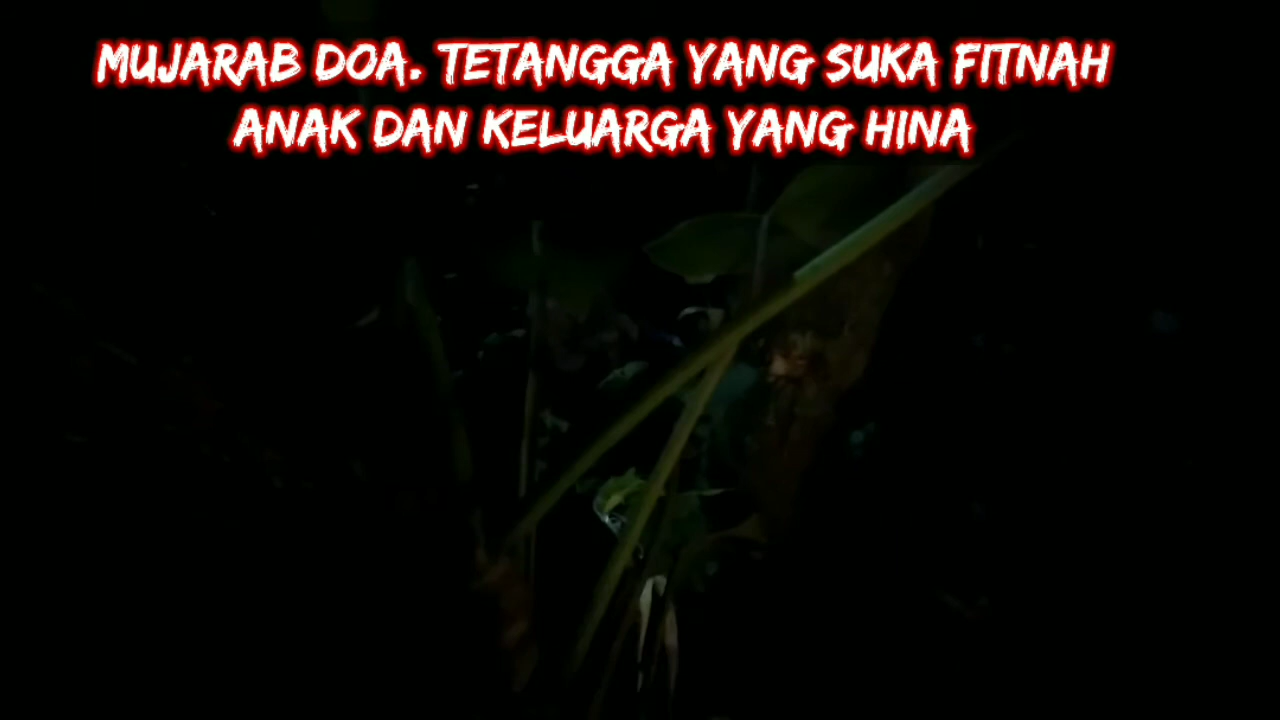 MUJARAB DOA. TETANGGA YANG SUKA FITNAH
ANAK DAN KELUARGA YANG HINA